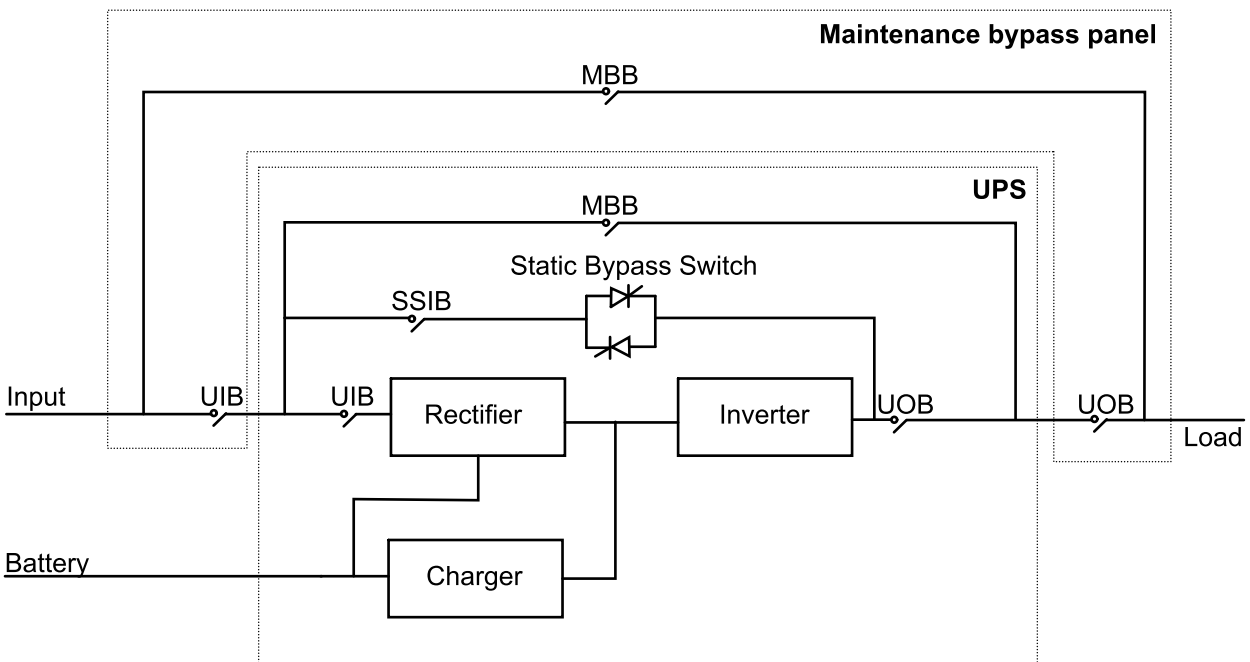 Maintenance bypass panel
MBB
UPS
MBB
Static Bypass Switch
SSIB
Input
UIB
UIB
Rectifier
Inverter
UOB
UOB
Load
Battery
Charger